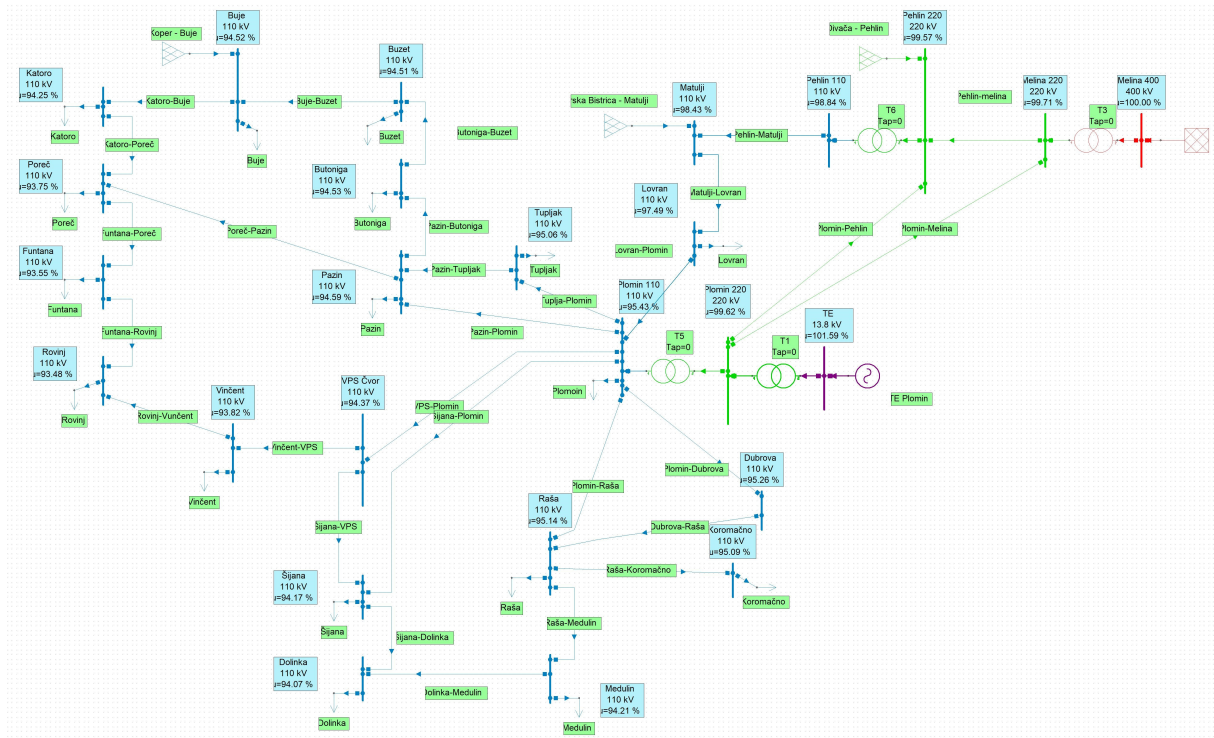 Buje
110 kV
u=94.52 %
Koper - Buje
Buzet
110 kV
u=94.51 %
Katoro
110 kV
u=94.25 %
Katoro-Buje
Buje-Buzet
Katoro
Buje
Buzet
Butoniga-Buzet
Katoro-Poreč
Poreč
110 kV
u=93.75 %
Butoniga
110 kV
u=94.53 %
Poreč
Butoniga
Funtana-Poreč
Poreč-Pazin
Pazin-Butoniga
Tupljak
110 kV
u=95.06 %
Funtana
110 kV
u=93.55 %
Pazin
110 kV
u=94.59 %
Pazin-Tupljak
Tupljak
Tuplja-Plomin
Funtana
Pazin
Pazin-Plomin
Funtana-Rovinj
Rovinj
110 kV
u=93.48 %
Rovinj
Vinčent
110 kV
u=93.82 %
Rovinj-Vunčent
VPS Čvor
110 kV
u=94.37 %
VPS-Plomin
Šijana-Plomin
Vinčent-VPS
Vinčent
Pehlin 220
220 kV
u=99.57 %
Divača - Pehlin
Matulji
110 kV
u=98.43 %
Pehlin 110
110 kV
u=98.84 %
Melina 220
220 kV
u=99.71 %
Melina 400
400 kV
u=100.00 %
rska Bistrica - Matulji
Pehlin-melina
T6
Tap=0
T3
Tap=0
Pehlin-Matulji
Matulji-Lovran
Lovran
110 kV
u=97.49 %
Plomin-Pehlin
Plomin-Melina
Lovran-Plomin
Lovran
Plomin 110
110 kV
u=95.43 %
Plomin 220
220 kV
u=99.62 %
TE
13.8 kV
u=101.59 %
T5
Tap=0
T1
Tap=0
Plomoin
TE Plomin
Plomin-Dubrova
Dubrova
110 kV
u=95.26 %
Plomin-Raša
Raša
110 kV
u=95.14 %
Dubrova-Raša
Koromačno
110 kV
u=95.09 %
Raša-Koromačno
Raša
Koromačno
Šijana-VPS
Šijana
110 kV
u=94.17 %
Šijana
Šijana-Dolinka
Raša-Medulin
Dolinka
110 kV
u=94.07 %
Dolinka-Medulin
Medulin
110 kV
u=94.21 %
Dolinka
Medulin